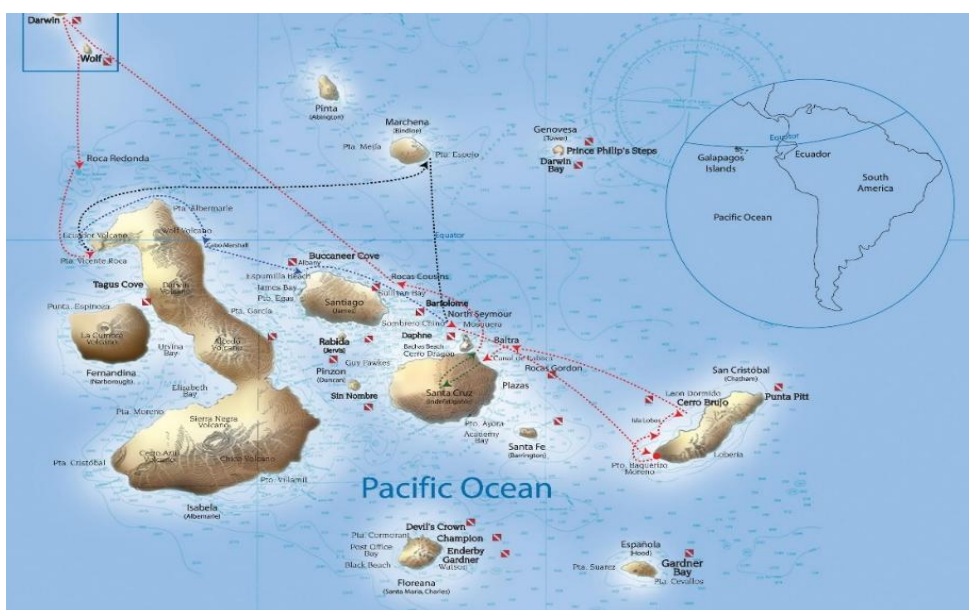 Darwin
Wolf
Pinta
(Abington)
Marchena
(Bindloe)
Pta. Mejia
Pta. Espejo
Genovesa
(Tower)
Prince Philip's Steps
Darwin
Bay
Equator
Galapagos
Islands
Ecuador
South
America
Pacific Ocean
Roca Redonda
Pta. Albermarle
Ecuador Volcano
Wolf Volcano
Cabo Marshall
Pta. Vicente Roca
Equator
Buccaneer Cove
Albany
Espumilla Beach
James Bay
Pto. Egas
Santiago
(James)
Sullivan Bay
Rocas Cousins
Tagus Cove
Darwin
Volcano
Punta Espinoza
Pta. Garcia
La Cumbre
Volcano
Fernandina
(Narborough)
Urvina
Bay
Alcedo
Volcano
Elizabeth
Bay
Bartolome
North Seymour
Sombrero Chino
Mosquera
Daphne
Bachas Beach
Cerro Dragon
Baltra
Canal de Itabaca
Rocas Gordon
Rabida
(Jervis)
Guy Fawkes
Pinzon
(Duncan)
Sin Nombre
Santa Cruz
(Indefatigable)
Plazas
Pto. Ayora
Academy
Bay
Santa Fe
(Barrington)
San Cristóbal
(Chatham)
Punta Pitt
Leon Dormido
Cerro Brujo
Isla Lobos
Loberia
Pto. Baquerizo
Moreno
Pta. Moreno
Sierra Negra
Volcano
Cerro Azul
Volcano
Chico Volcano
Pta. Cristóbal
Pto. Villamil
Isabela
(Albemarle)
Pacific Ocean
Devil's Crown
Pta. Cormorant
Champion
Post Office
Bay
Enderby
Gardner
Black Beach
Watson
Floreana
(Santa Maria, Charles)
Española
(Hood)
Gardner
Bay
Pta. Suarez
Pta. Cevallos